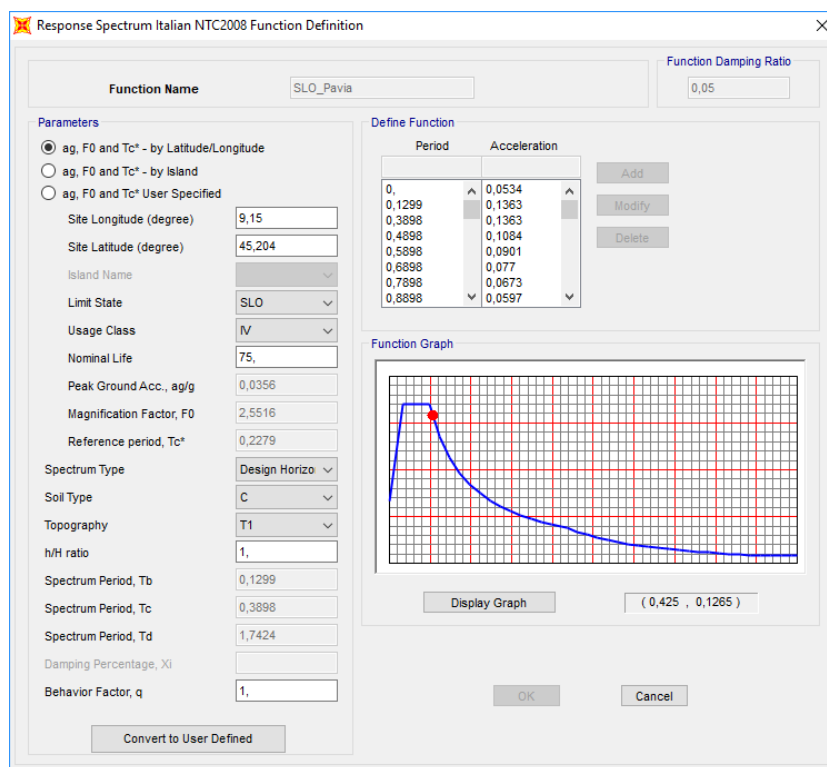 Response Spectrum Italian NTC2008 Function Definition
Function Damping Ratio
Function Name SLO_Pavia 0,05
Parameters
ag, F0 and Tc* - by Latitude/Longitude
ag, F0 and Tc* - by Island
ag, F0 and Tc* User Specified
Site Longitude (degree) 9,15
Site Latitude (degree) 45,204
Island Name
Limit State SLO
Usage Class IV
Nominal Life 75,
Peak Ground Acc., ag/g 0,0356
Magnification Factor, F0 2,5516
Reference period, Tc* 0,2279
Spectrum Type Design Horizo
Soil Type C
Topography T1
h/H ratio 1,
Spectrum Period, Tb 0,1299
Spectrum Period, Tc 0,3898
Spectrum Period, Td 1,7424
Damping Percentage, Xi
Behavior Factor, q 1,
Convert to User Defined
Define Function
Period Acceleration
0, 0,0534
0,1299 0,1363
0,3898 0,1363
0,4898 0,1084
0,5898 0,0901
0,6898 0,077
0,7898 0,0673
0,8898 0,0597
Add
Modify
Delete
Function Graph
Display Graph ( 0,425 , 0,1265 )
OK Cancel